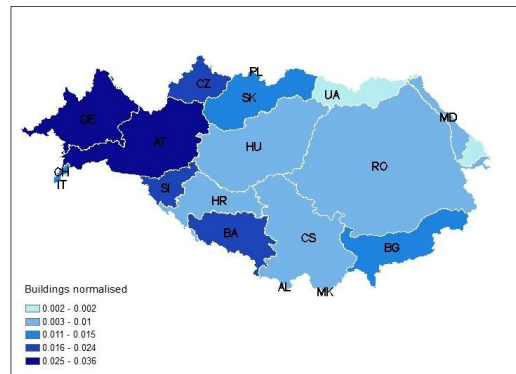 PL
CZ
SK
UA
DE
MD
AT
HU
RO
CH
IT
SI
HR
BA
CS
BG
AL
MK
Buildings normalised
0.002 - 0.002
0.003 - 0.01
0.011 - 0.015
0.016 - 0.024
0.025 - 0.036